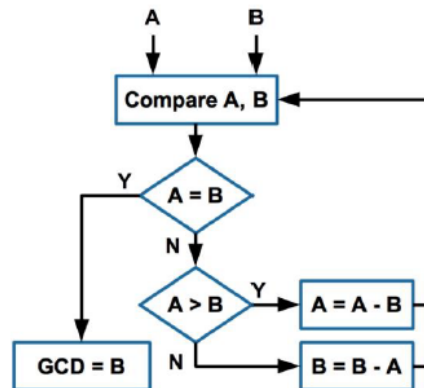 A B
Compare A, B
Y
A = B
N
A > B
Y
A = A - B
GCD = B
N
B = B - A